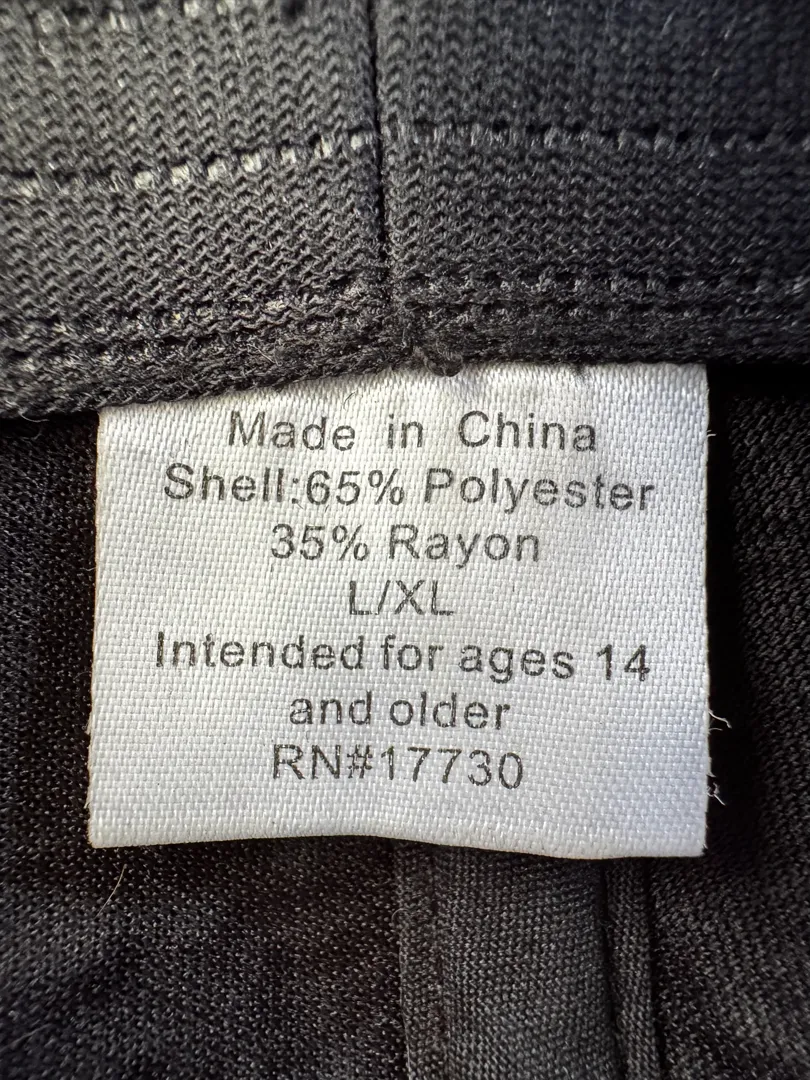 Made in China
Shell:65% Polyester
35% Rayon
L/XL
Intended for ages 14
and older
RN#17730